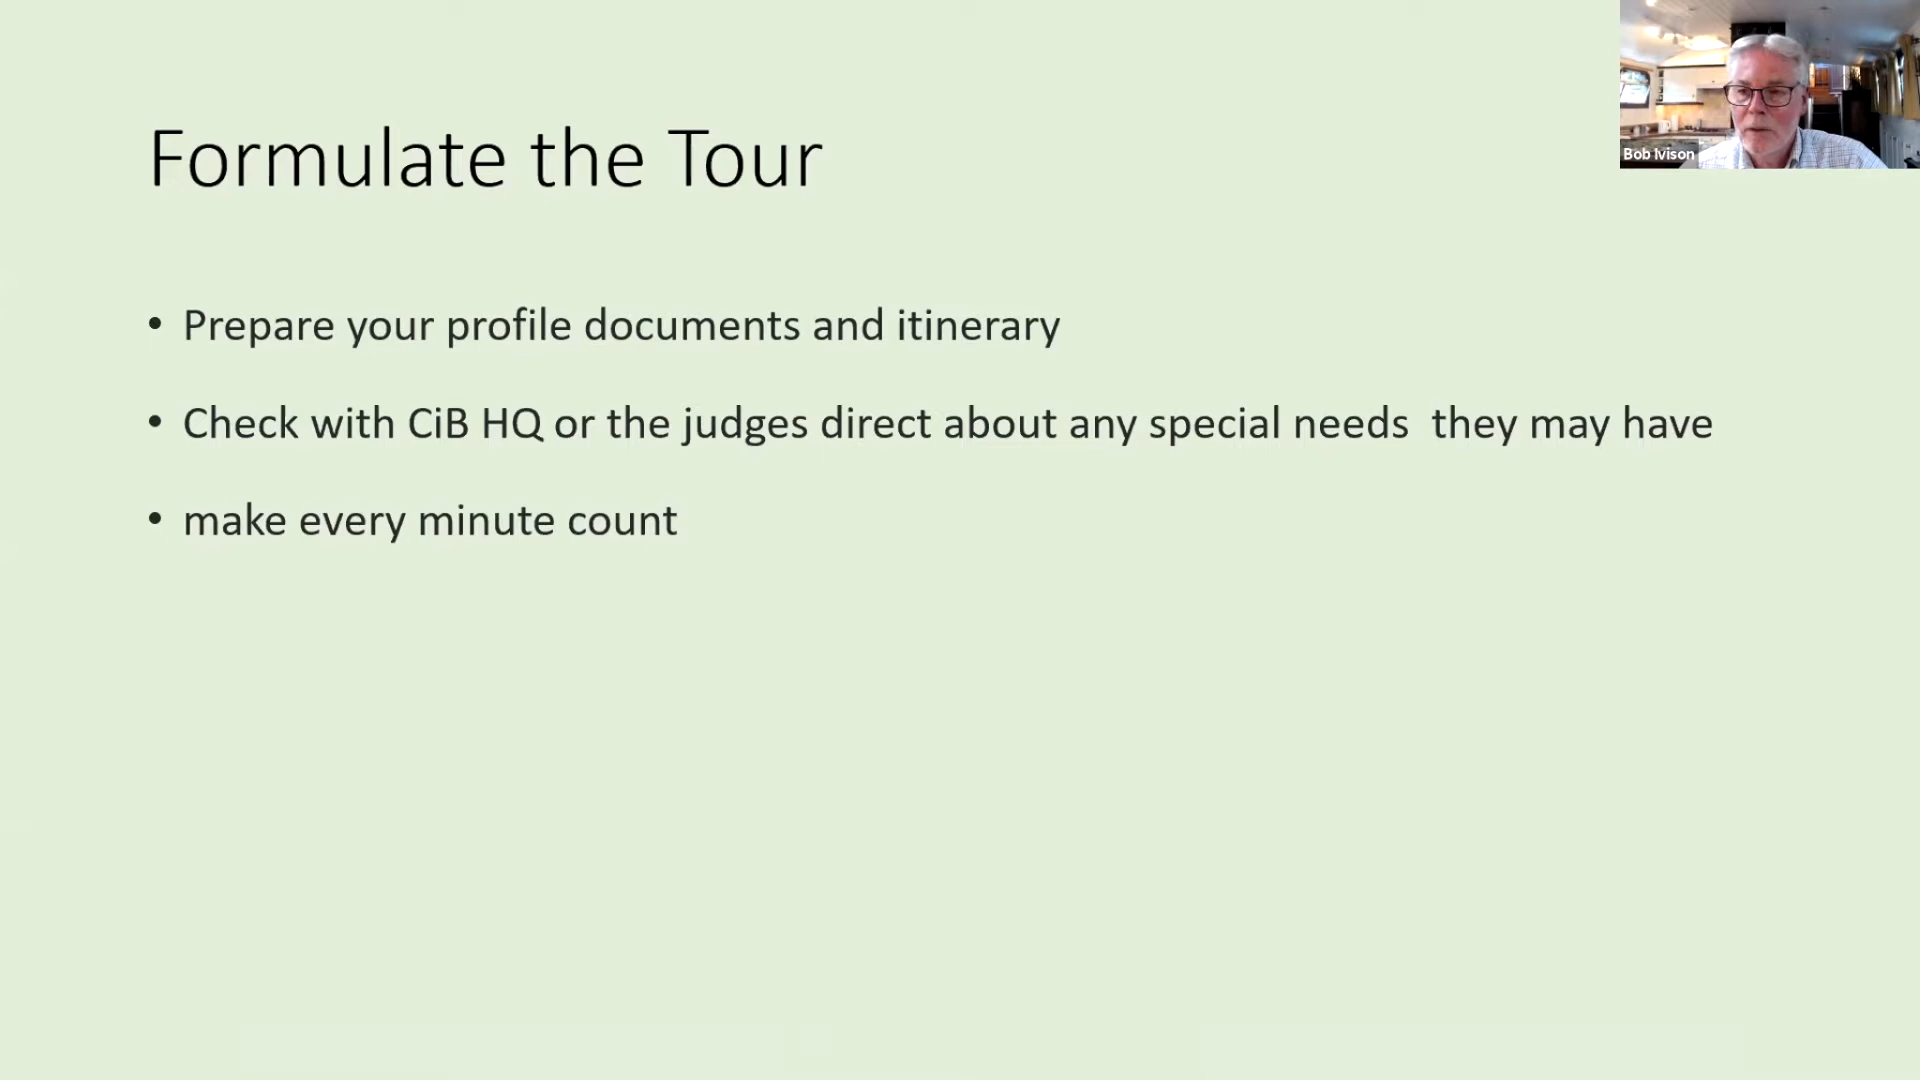 Formulate the Tour
Bob Ivison
• Prepare your profile documents and itinerary
• Check with CiB HQ or the judges direct about any special needs  they may have
• make every minute count